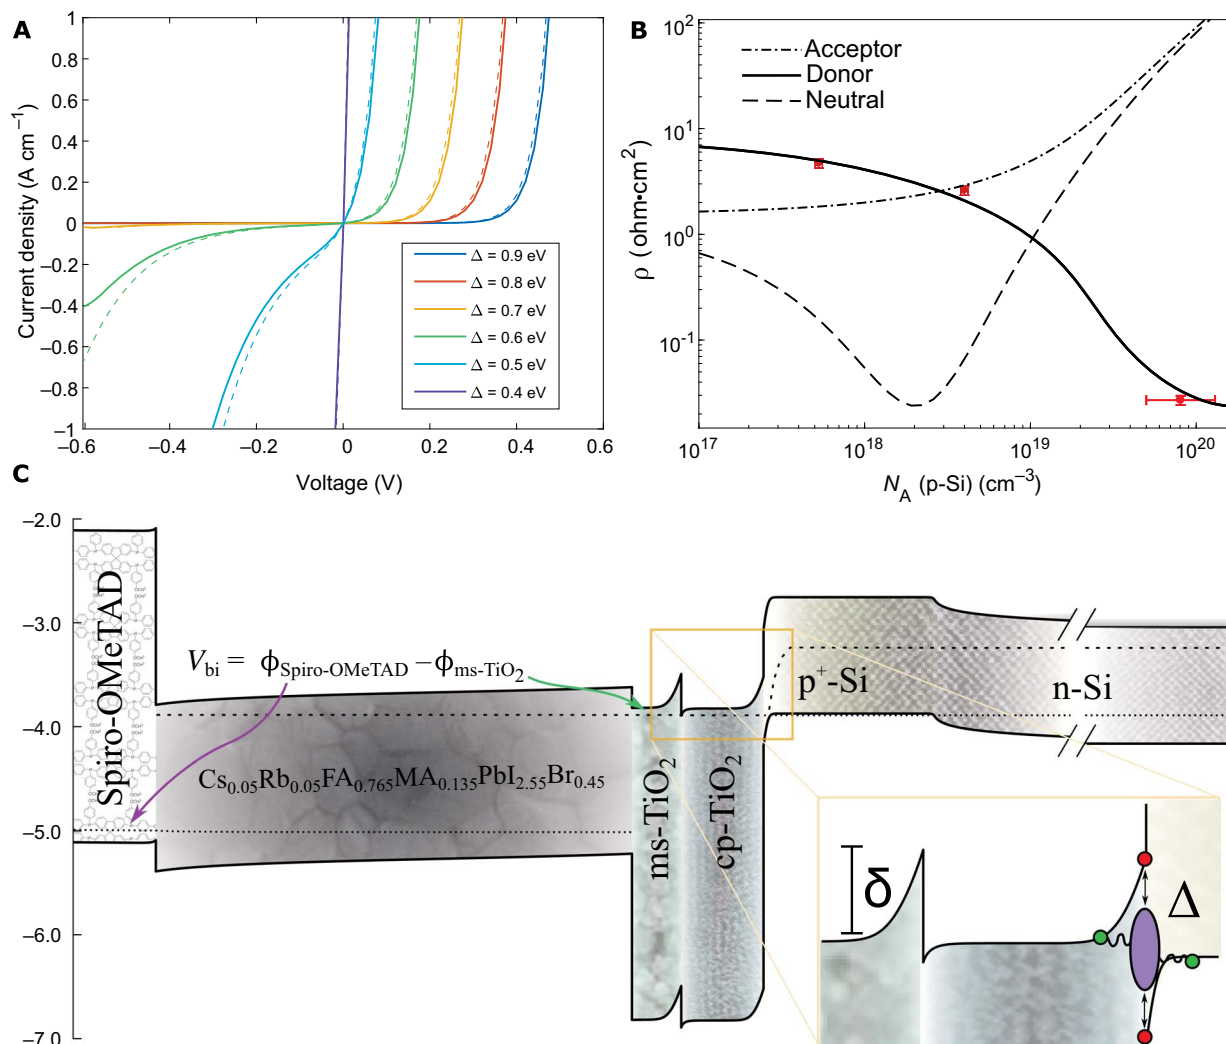 A
Current density (A cm⁻¹)
1
0.8
0.6
0.4
0.2
0
−0.2
−0.4
−0.6
−0.8
−1
−0.6
−0.4
−0.2
0
0.2
0.4
0.6
Voltage (V)
Δ = 0.9 eV
Δ = 0.8 eV
Δ = 0.7 eV
Δ = 0.6 eV
Δ = 0.5 eV
Δ = 0.4 eV
B
ρ (ohm•cm²)
10²
10¹
10⁰
10⁻¹
Acceptor
Donor
Neutral
10¹⁷
10¹⁸
10¹⁹
10²⁰
N_A (p-Si) (cm⁻³)
C
−2.0
−3.0
−4.0
−5.0
−6.0
−7.0
Spiro-OMeTAD
V_bi = ϕ_Spiro-OMeTAD − ϕ_ms-TiO₂
Cs₀.₀₅Rb₀.₀₅FA₀.₇₆₅MA₀.₁₃₅PbI₂.₅₅Br₀.₄₅
ms-TiO₂
cp-TiO₂
p⁺-Si
n-Si
δ
Δ